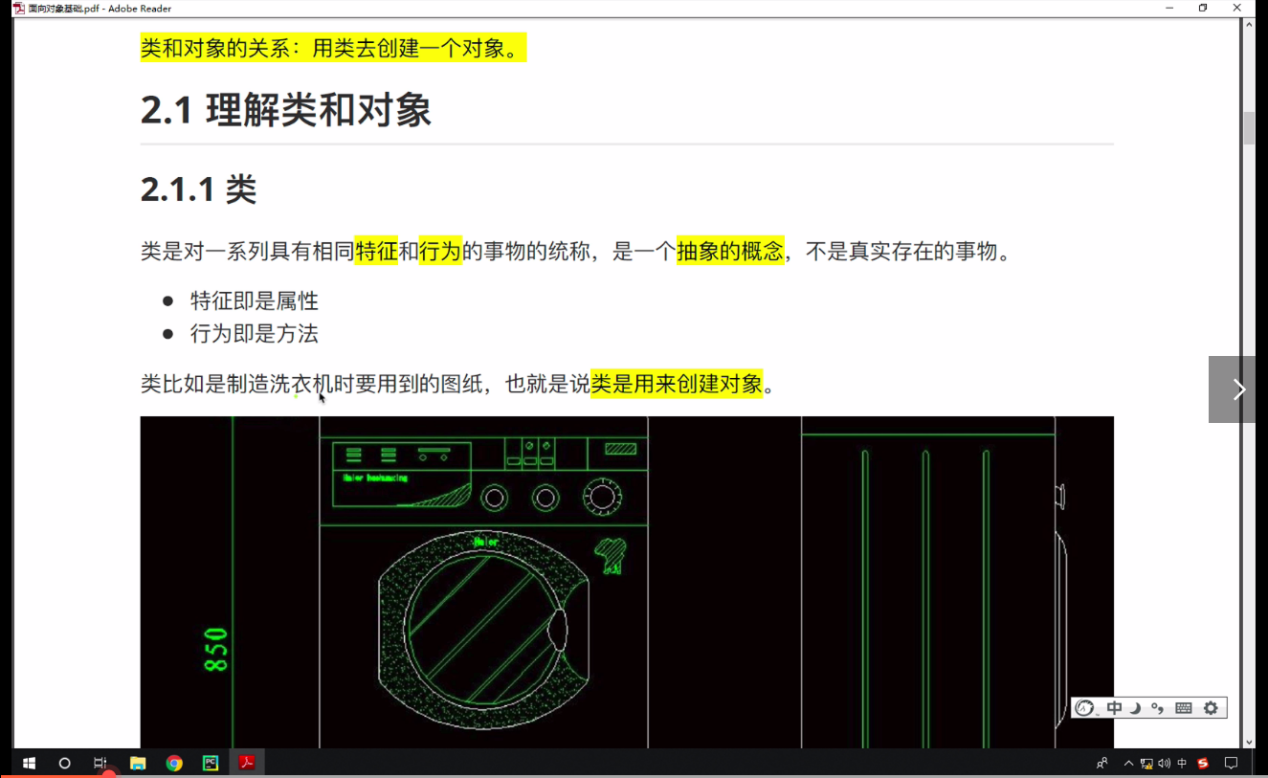 面向对象基础.pdf - Adobe Reader
类和对象的关系：用类去创建一个对象。
2.1 理解类和对象
2.1.1 类
类是对一系列具有相同特征和行为的事物的统称，是一个抽象的概念，不是真实存在的事物。
● 特征即是属性
● 行为即是方法
类比如是制造洗衣机时要用到的图纸，也就是说类是用来创建对象。
Haier
850
中
中